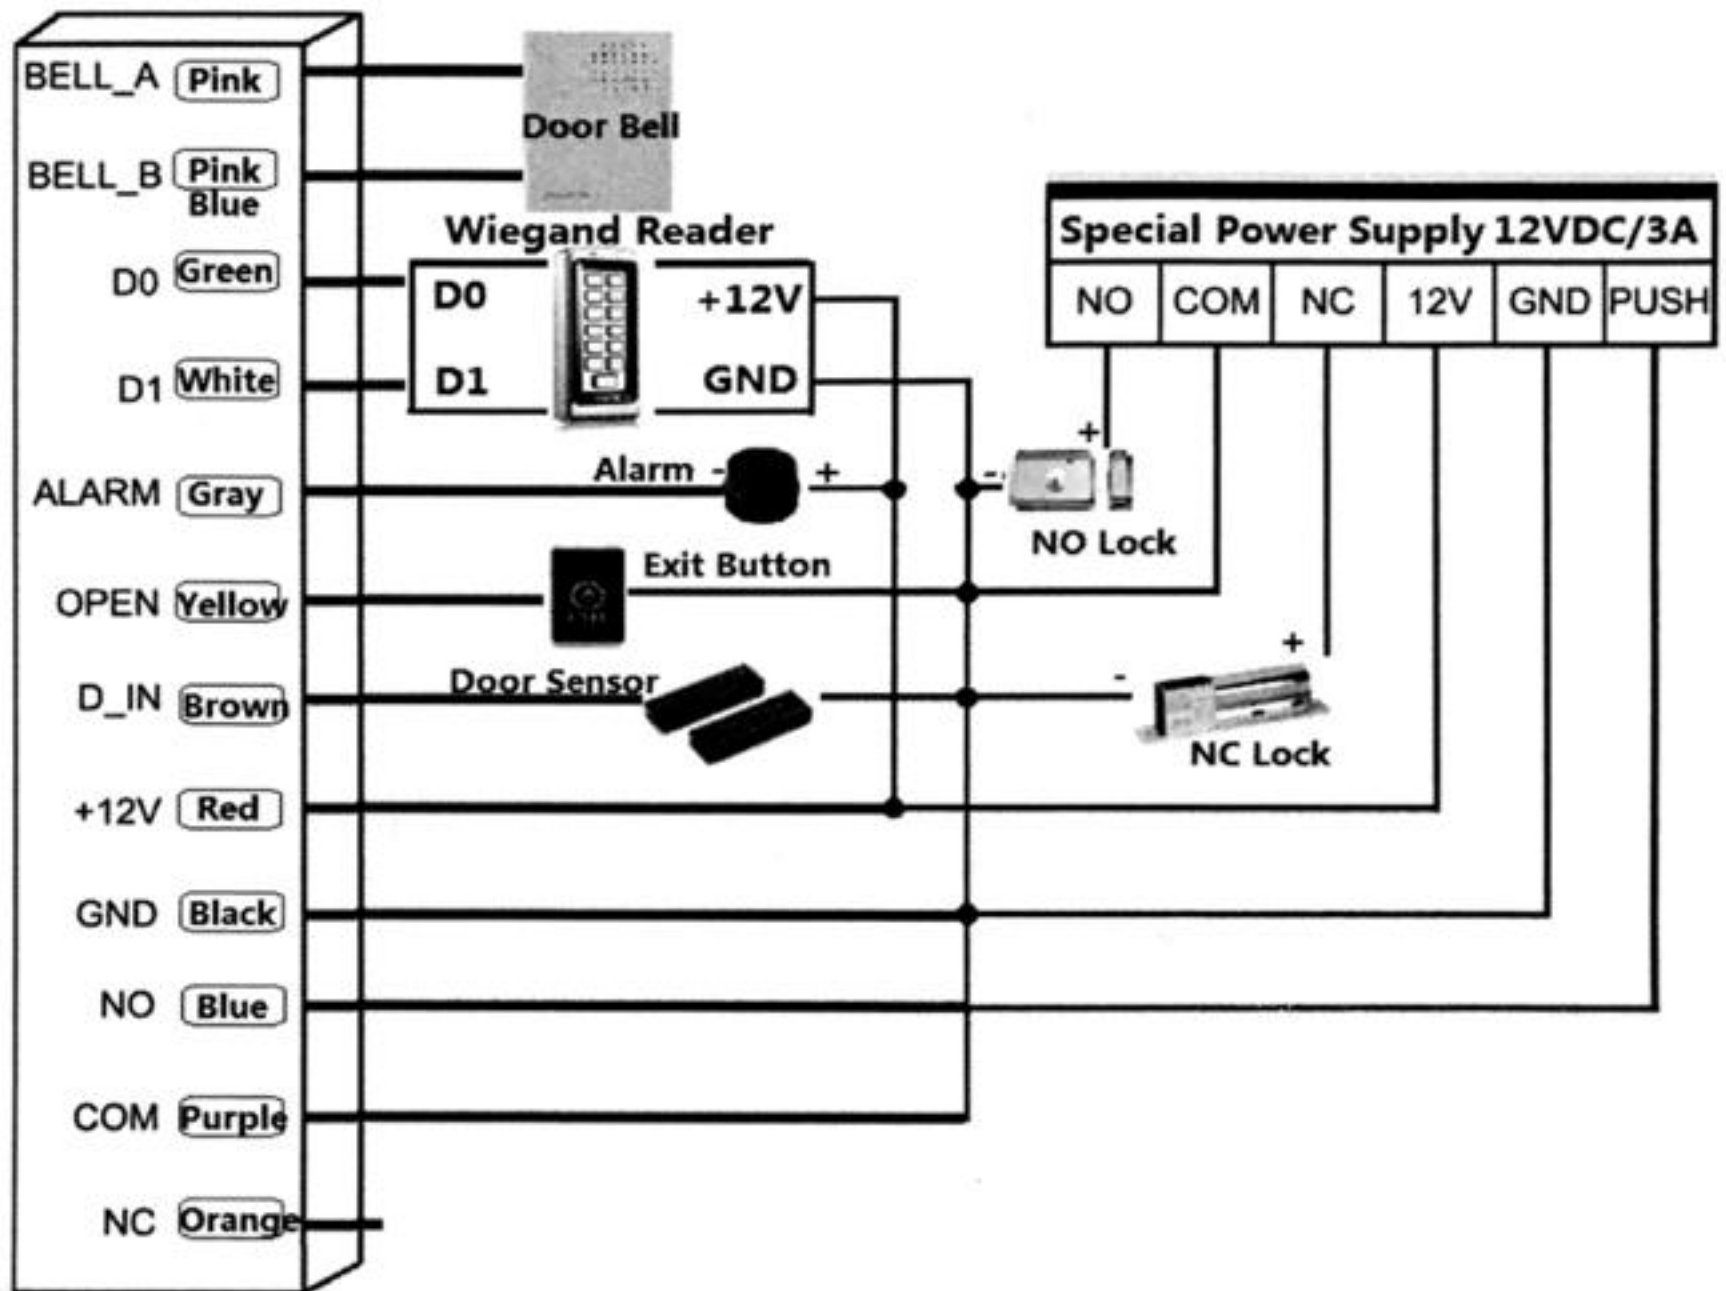 BELL_A Pink
Door Bell
BELL_B Pink
Blue
Wiegand Reader
D0 Green
D0 +12V
D1 White
D1 GND
Special Power Supply 12VDC/3A
NO COM NC 12V GND PUSH
ALARM Gray
Alarm - +
- +
NO Lock
OPEN Yellow
Exit Button
D_IN Brown
Door Sensor
- +
NC Lock
+12V Red
GND Black
NO Blue
COM Purple
NC Orange